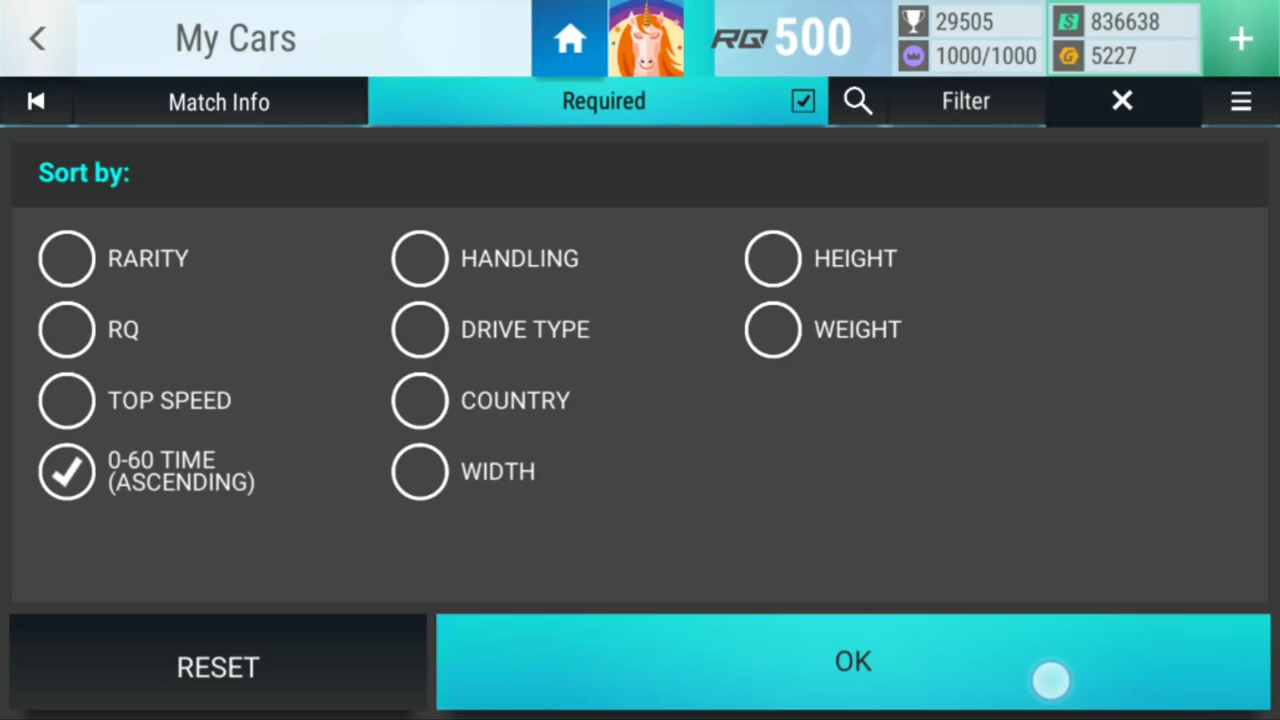 My Cars
RQ 500
29505
1000/1000
836638
5227
Match Info
Required
Filter
Sort by:
RARITY
HANDLING
HEIGHT
RQ
DRIVE TYPE
WEIGHT
TOP SPEED
COUNTRY
0-60 TIME
(ASCENDING)
WIDTH
RESET
OK